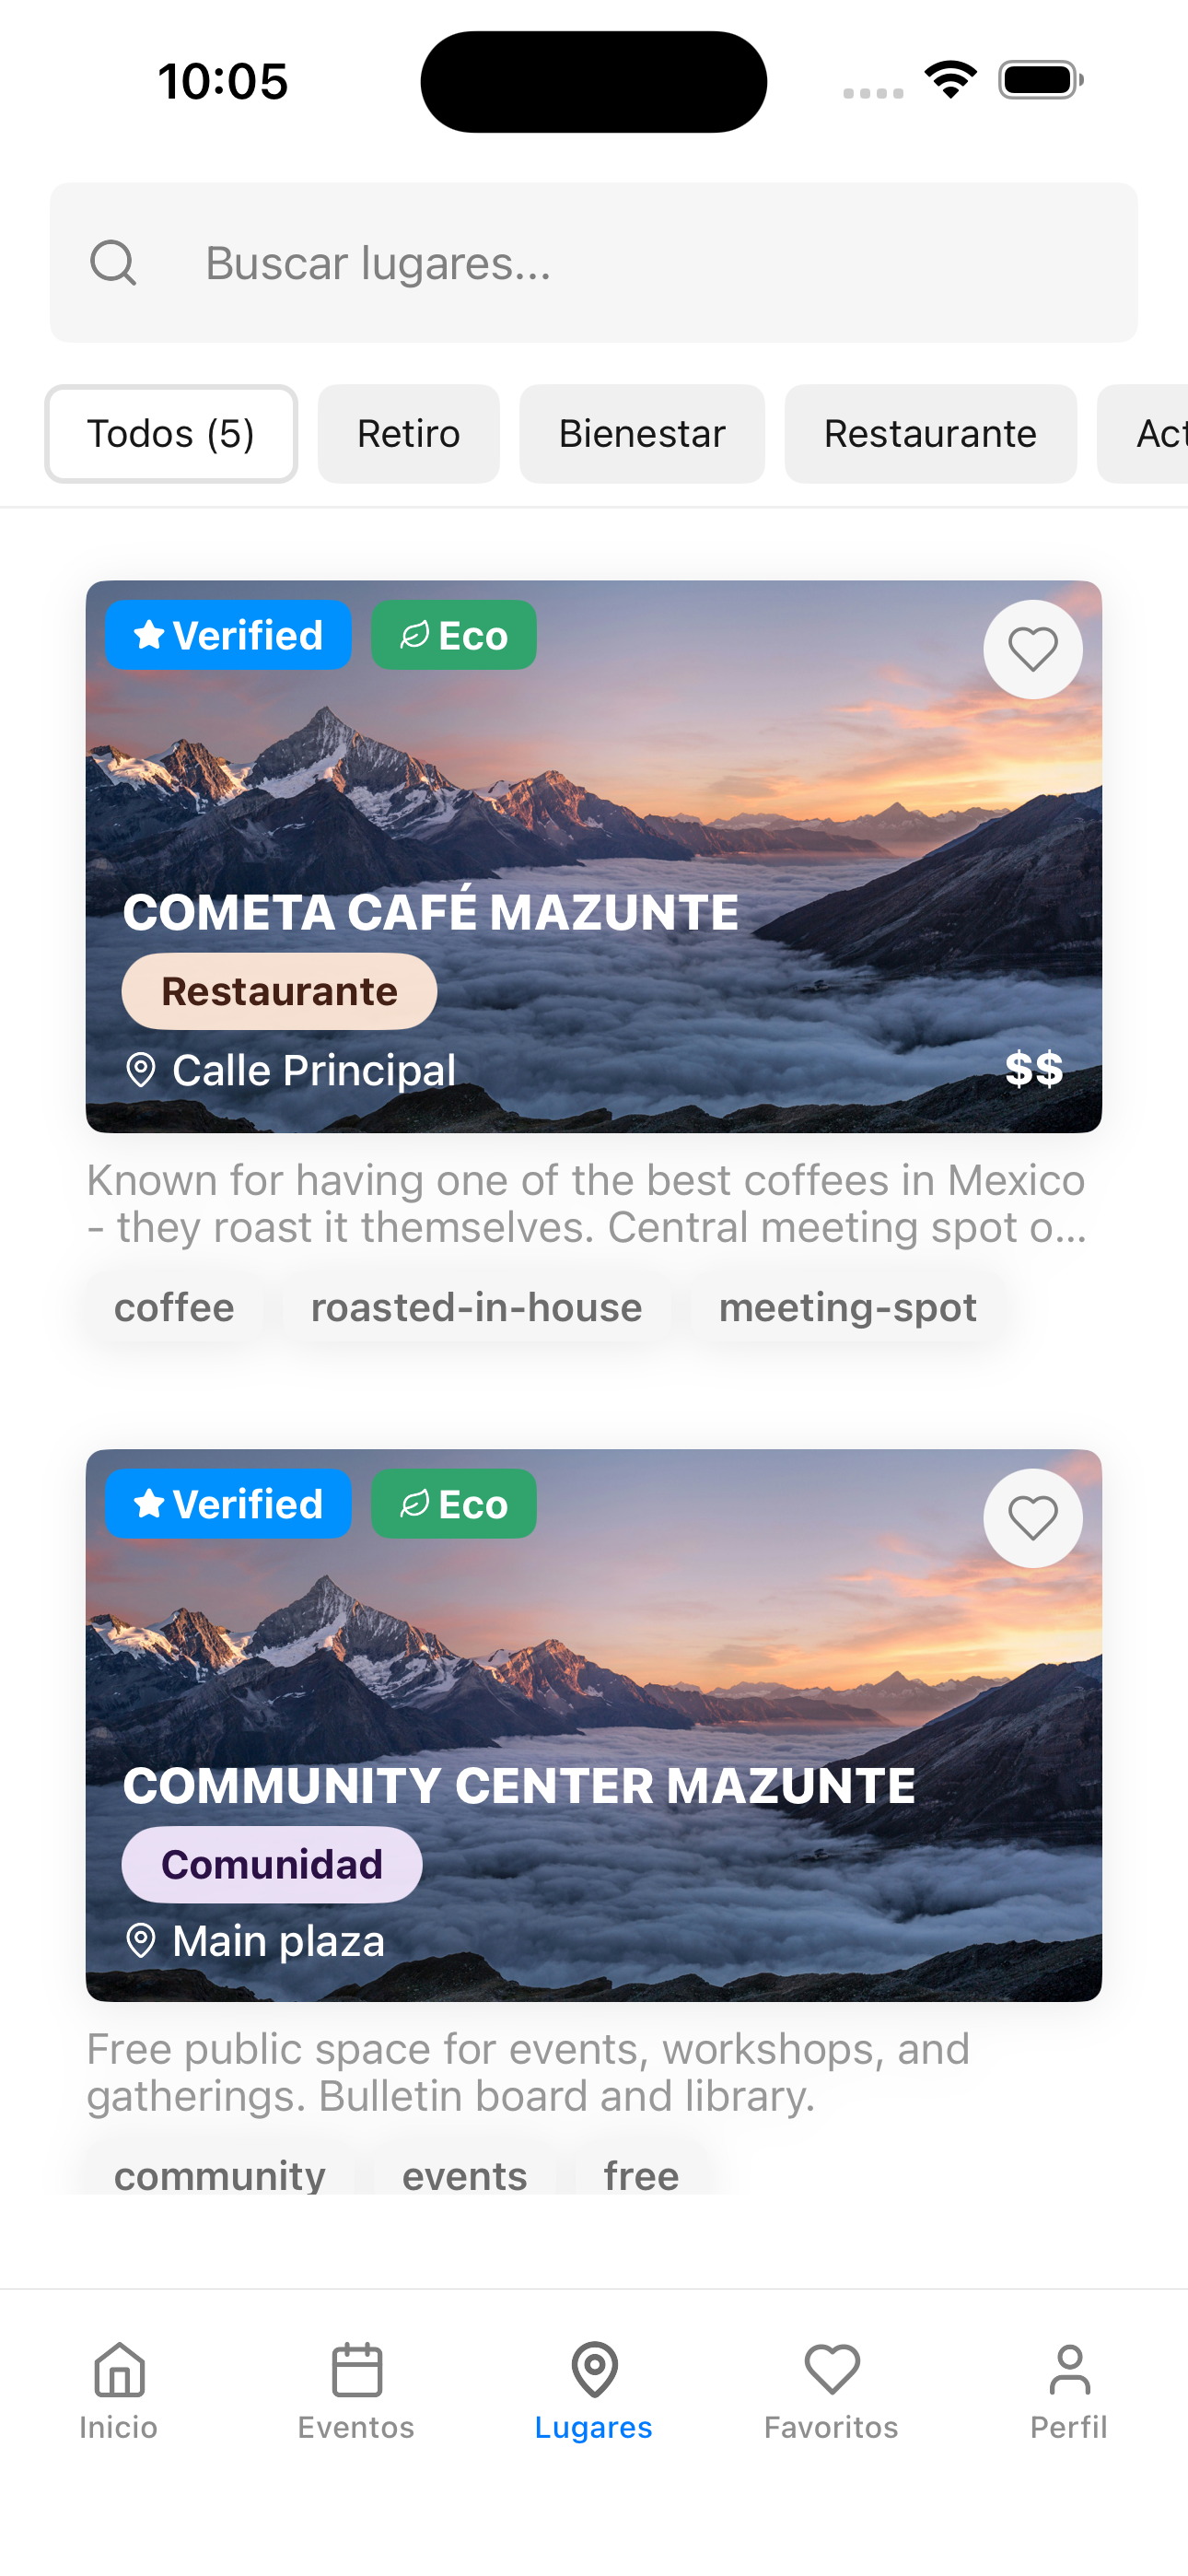 10:05
Buscar lugares...
Todos (5) Retiro Bienestar Restaurante
Verified Eco
COMETA CAFÉ MAZUNTE
Restaurante
Calle Principal $$
Known for having one of the best coffees in Mexico
- they roast it themselves. Central meeting spot o...
coffee roasted-in-house meeting-spot
Verified Eco
COMMUNITY CENTER MAZUNTE
Comunidad
Main plaza
Free public space for events, workshops, and
gatherings. Bulletin board and library.
community events free
Inicio Eventos Lugares Favoritos Perfil